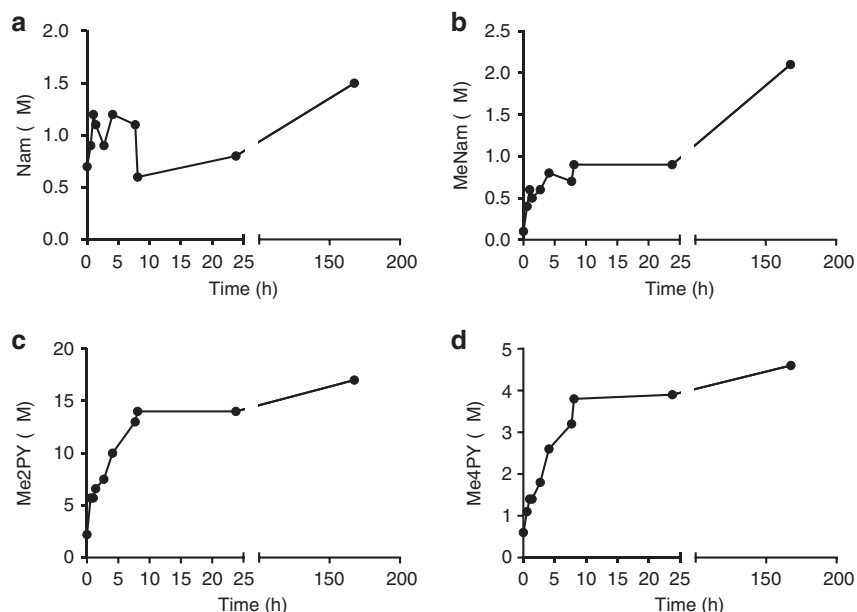 a
Nam ( M)
2.0
1.5
1.0
0.5
0.0
0 5 10 15 20 25 150 200
Time (h)
b
MeNam ( M)
2.5
2.0
1.5
1.0
0.5
0.0
0 5 10 15 20 25 150 200
Time (h)
c
Me2PY ( M)
20
15
10
5
0
0 5 10 15 20 25 150 200
Time (h)
d
Me4PY ( M)
5
4
3
2
1
0
0 5 10 15 20 25 150 200
Time (h)